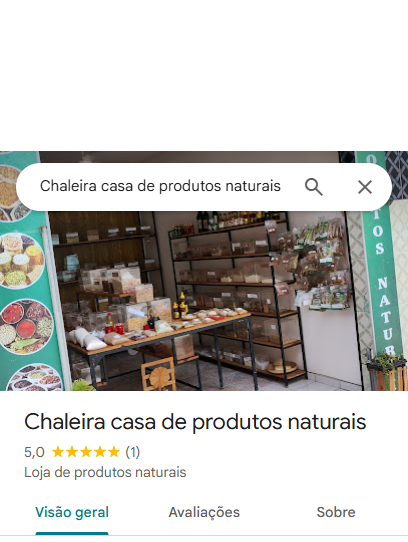 Chaleira casa de produtos naturais
TOS NATUR
Chaleira casa de produtos naturais
5,0 (1)
Loja de produtos naturais
Visão geral
Avaliações
Sobre